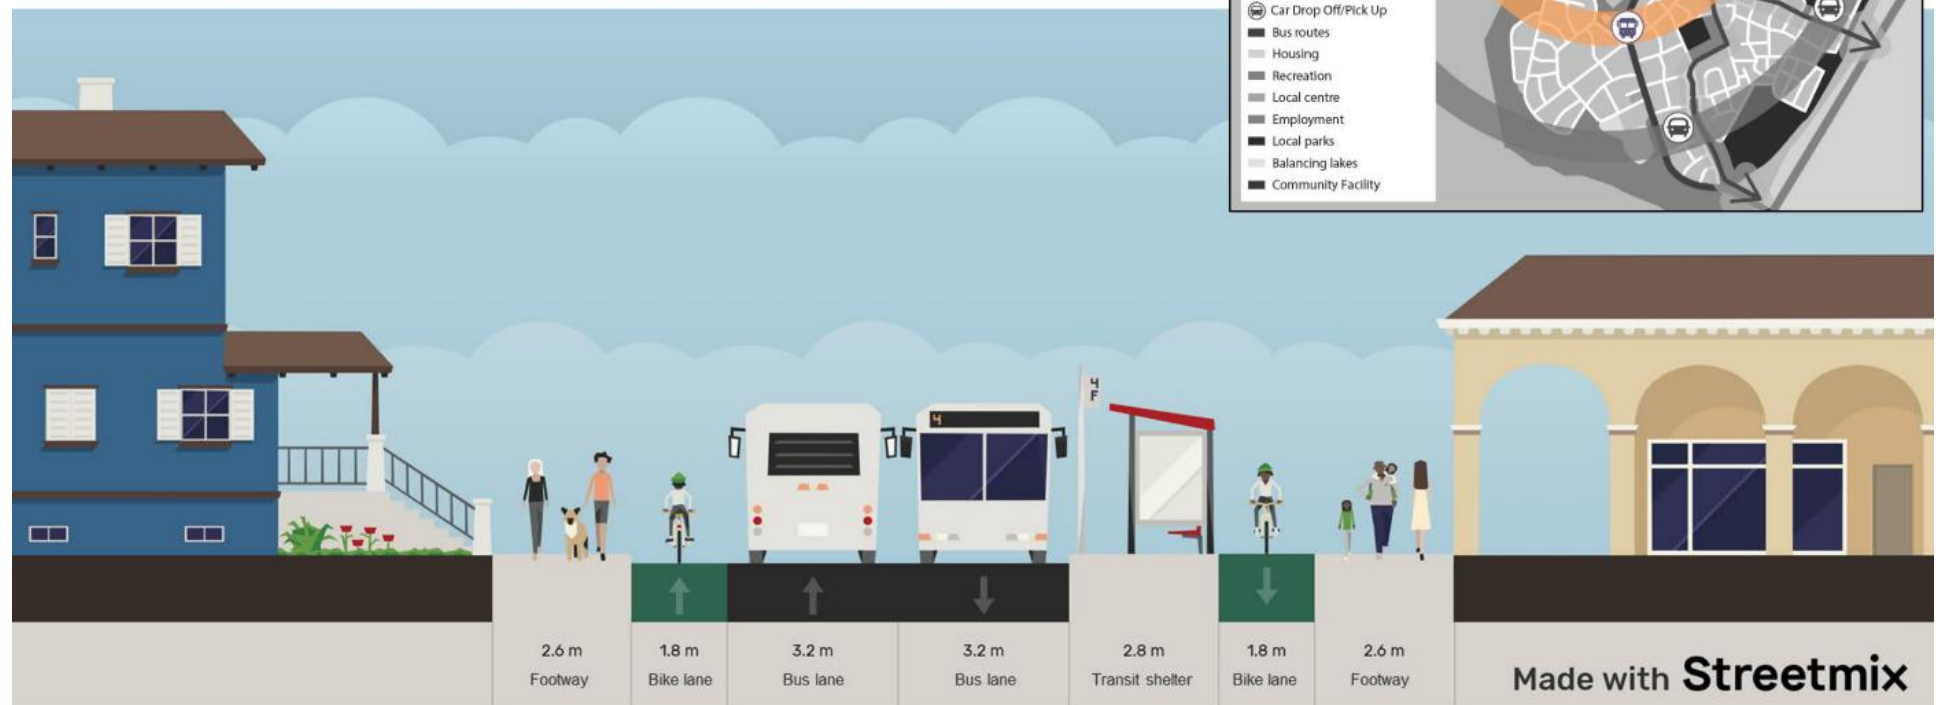 Car Drop Off/Pick Up
Bus routes
Housing
Recreation
Local centre
Employment
Local parks
Balancing lakes
Community Facility
4
F
4
2.6 m
Footway
1.8 m
Bike lane
3.2 m
Bus lane
3.2 m
Bus lane
2.8 m
Transit shelter
1.8 m
Bike lane
2.6 m
Footway
Made with Streetmix